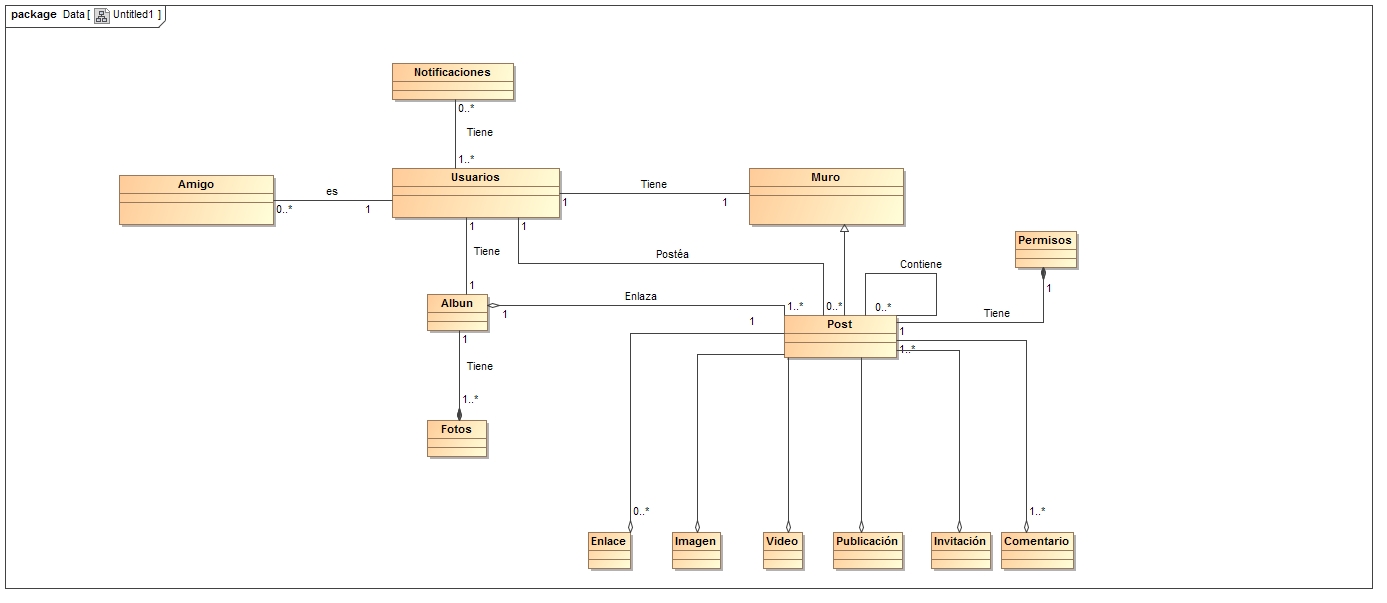 package Data [ Untitled1 ]
Notificaciones
0..*
Tiene
1..*
Amigo
es
0..*
1
Usuarios
Tiene
1
1
Muro
1
1
Tiene
Postéa
Contiene
Permisos
1
Albun
1
Enlaza
1
1..*
0..*
0..*
Tiene
1
Post
1
1..*
1
Tiene
1..*
Fotos
0..*
1..*
Enlace
Imagen
Video
Publicación
Invitación
Comentario